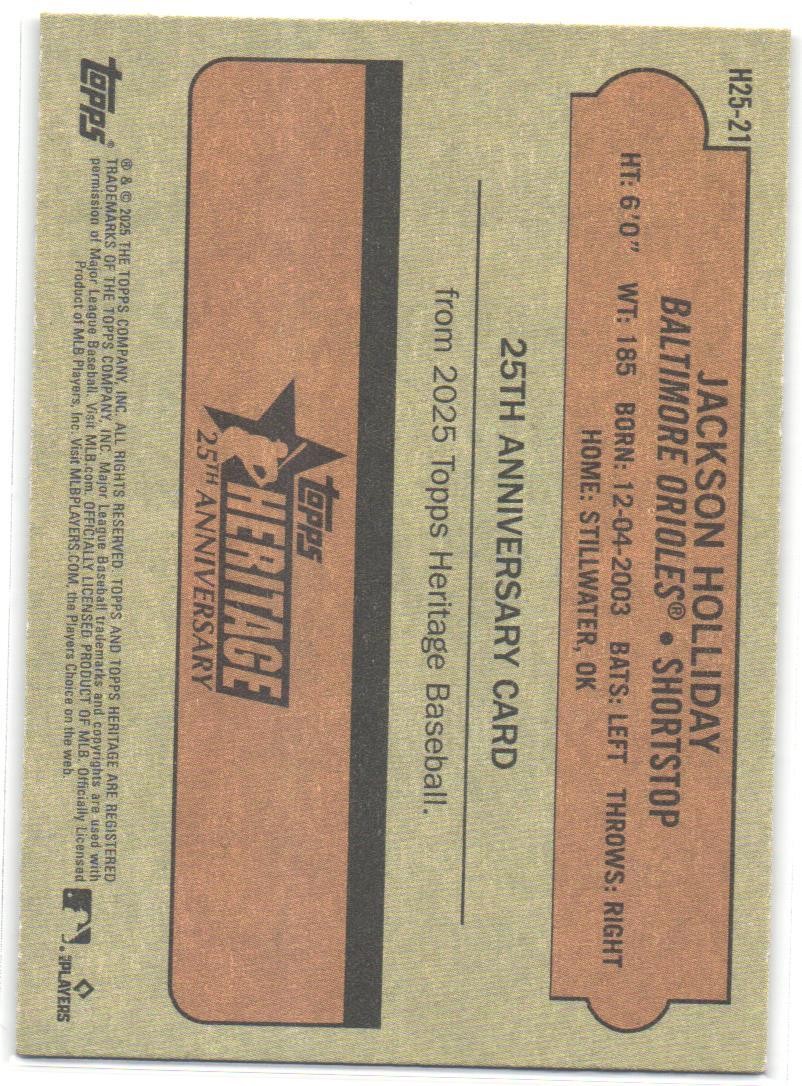 H25-21
JACKSON HOLLIDAY
BALTIMORE ORIOLES® • SHORTSTOP
HT: 6'0" WT: 185 BORN: 12-04-2003 BATS: LEFT THROWS: RIGHT
HOME: STILLWATER, OK
25TH ANNIVERSARY CARD
from 2025 Topps Heritage Baseball.
topps
HERITAGE
25TH ANNIVERSARY
topps®
® & © 2025 THE TOPPS COMPANY, INC. ALL RIGHTS RESERVED. TOPPS AND TOPPS HERITAGE ARE REGISTERED
TRADEMARKS OF THE TOPPS COMPANY, INC. Major League Baseball trademarks and copyrights are used with
permission of Major League Baseball. Visit MLB.com. OFFICIALLY LICENSED PRODUCT OF MLB. Officially Licensed
Product of MLB Players, Inc. Visit MLBPLAYERS.COM, the Players Choice on the web.
PLAYERS